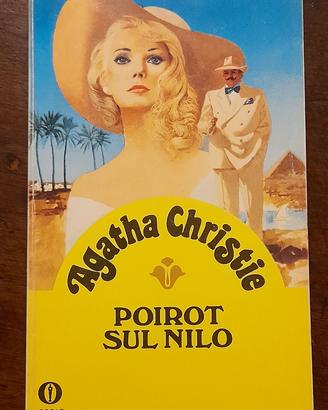 Agatha Christie
POIROT
SUL NILO